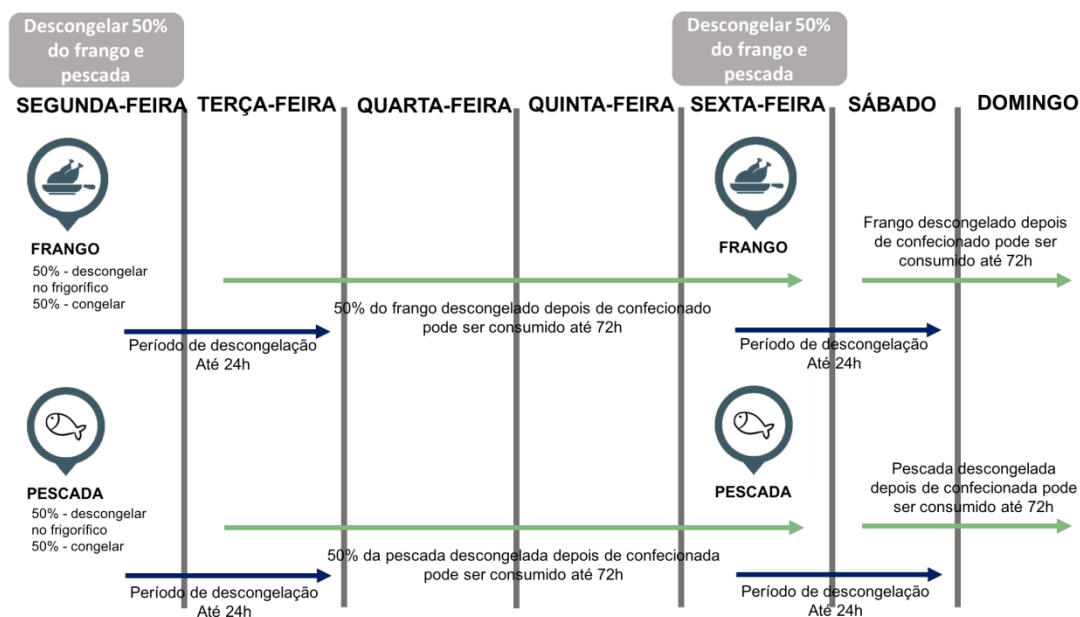 Descongelar 50%
do frango e
pescada
Descongelar 50%
do frango e
pescada
SEGUNDA-FEIRA TERÇA-FEIRA QUARTA-FEIRA QUINTA-FEIRA SEXTA-FEIRA SÁBADO DOMINGO
FRANGO
50% - descongelar
no frigorífico
50% - congelar
FRANGO
Frango descongelado depois
de confecionado pode ser
consumido até 72h
50% do frango descongelado depois de confecionado
pode ser consumido até 72h
Período de descongelação
Até 24h
Período de descongelação
Até 24h
PESCADA
50% - descongelar
no frigorífico
50% - congelar
PESCADA
Pescada descongelada
depois de confecionada pode
ser consumido até 72h
50% da pescada descongelada depois de confecionada
pode ser consumido até 72h
Período de descongelação
Até 24h
Período de descongelação
Até 24h